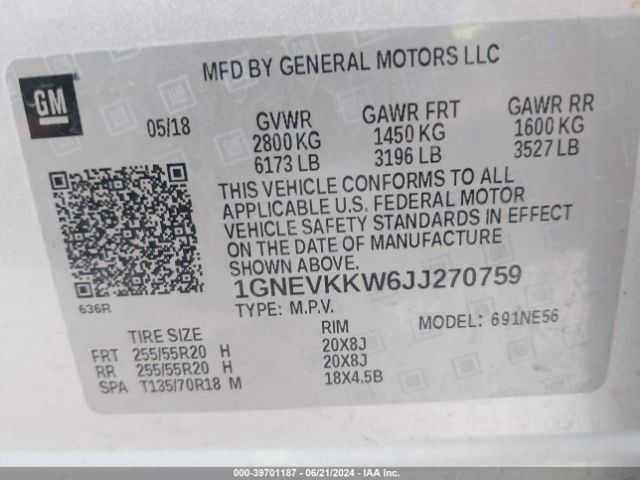 MFD BY GENERAL MOTORS LLC
GM
05/18 GVWR GAWR FRT GAWR RR
2800 KG 1450 KG 1600 KG
6173 LB 3196 LB 3527 LB
THIS VEHICLE CONFORMS TO ALL
APPLICABLE U.S. FEDERAL MOTOR
VEHICLE SAFETY STANDARDS IN EFFECT
ON THE DATE OF MANUFACTURE
SHOWN ABOVE.
636R
1GNEVKKW6JJ270759
TYPE: M.P.V. MODEL: 691NE56
TIRE SIZE RIM
FRT 255/55R20 H 20X8J
RR 255/55R20 H 20X8J
SPA T135/70R18 M 18X4.5B
000-39701187 - 06/21/2024 - IAAI.COM